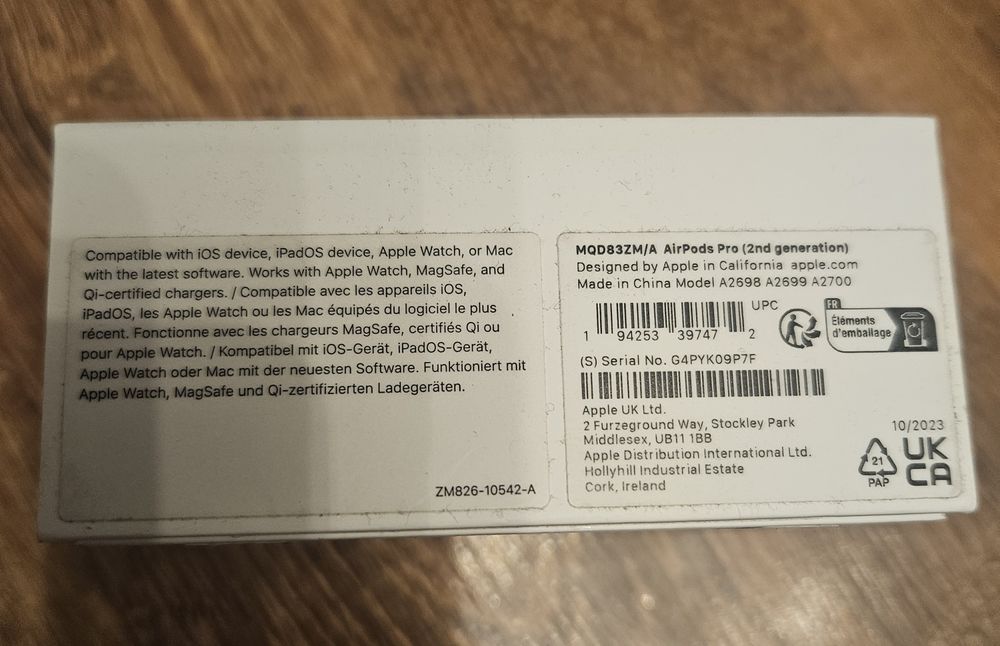 Compatible with iOS device, iPadOS device, Apple Watch, or Mac
with the latest software. Works with Apple Watch, MagSafe, and
Qi-certified chargers. / Compatible avec les appareils iOS,
iPadOS, les Apple Watch ou les Mac équipés du logiciel le plus
récent. Fonctionne avec les chargeurs MagSafe, certifiés Qi ou
pour Apple Watch. / Kompatibel mit iOS-Gerät, iPadOS-Gerät,
Apple Watch oder Mac mit der neuesten Software. Funktioniert mit
Apple Watch, MagSafe und Qi-zertifizierten Ladegeräten.
ZM826-10542-A
MQD83ZM/A AirPods Pro (2nd generation)
Designed by Apple in California apple.com
Made in China Model A2698 A2699 A2700
UPC
1 94253 39747 2
FR
Éléments
d'emballage
(S) Serial No. G4PYK09P7F
Apple UK Ltd.
2 Furzeground Way, Stockley Park
Middlesex, UB11 1BB
Apple Distribution International Ltd.
Hollyhill Industrial Estate
Cork, Ireland
10/2023
21
PAP
UK
CA